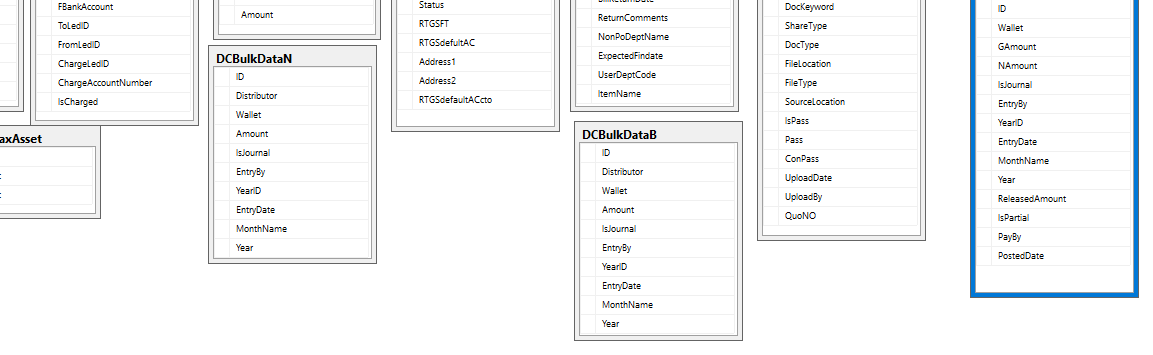 FBankAccount
ToLedID
FromLedID
ChargeLedID
ChargeAccountNumber
IsCharged
axAsset
Amount
DCBulkDataN
ID
Distributor
Wallet
Amount
IsJournal
EntryBy
YearID
EntryDate
MonthName
Year
Status
RTGSFT
RTGSdefultAC
Address1
Address2
RTGSdefaultACcto
ReturnComments
NonPoDeptName
ExpectedFindate
UserDeptCode
ItemName
DCBulkDataB
ID
Distributor
Wallet
Amount
IsJournal
EntryBy
YearID
EntryDate
MonthName
Year
DocKeyword
ShareType
DocType
FileLocation
FileType
SourceLocation
IsPass
Pass
ConPass
UploadDate
UploadBy
QuoNO
ID
Wallet
GAmount
NAmount
IsJournal
EntryBy
YearID
EntryDate
MonthName
Year
ReleasedAmount
IsPartial
PayBy
PostedDate